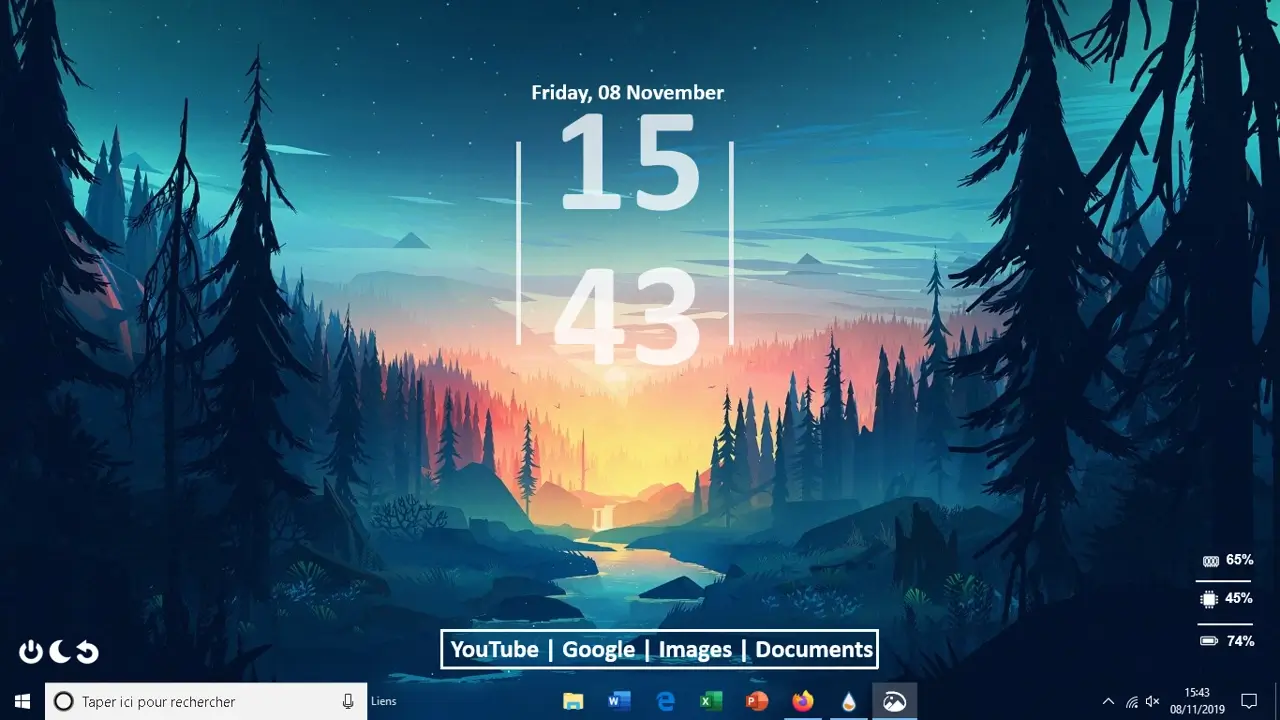 Friday, 08 November
15
43
65%
45%
74%
YouTube | Google | Images | Documents
Taper ici pour rechercher
Liens
15:43
08/11/2019